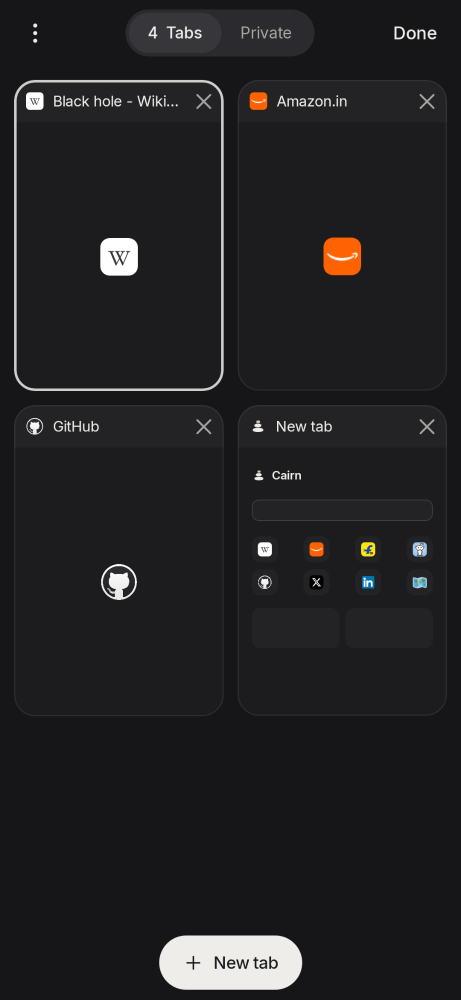 4 Tabs
Private
Done
Black hole - Wiki...
Amazon.in
GitHub
New tab
Cairn
New tab